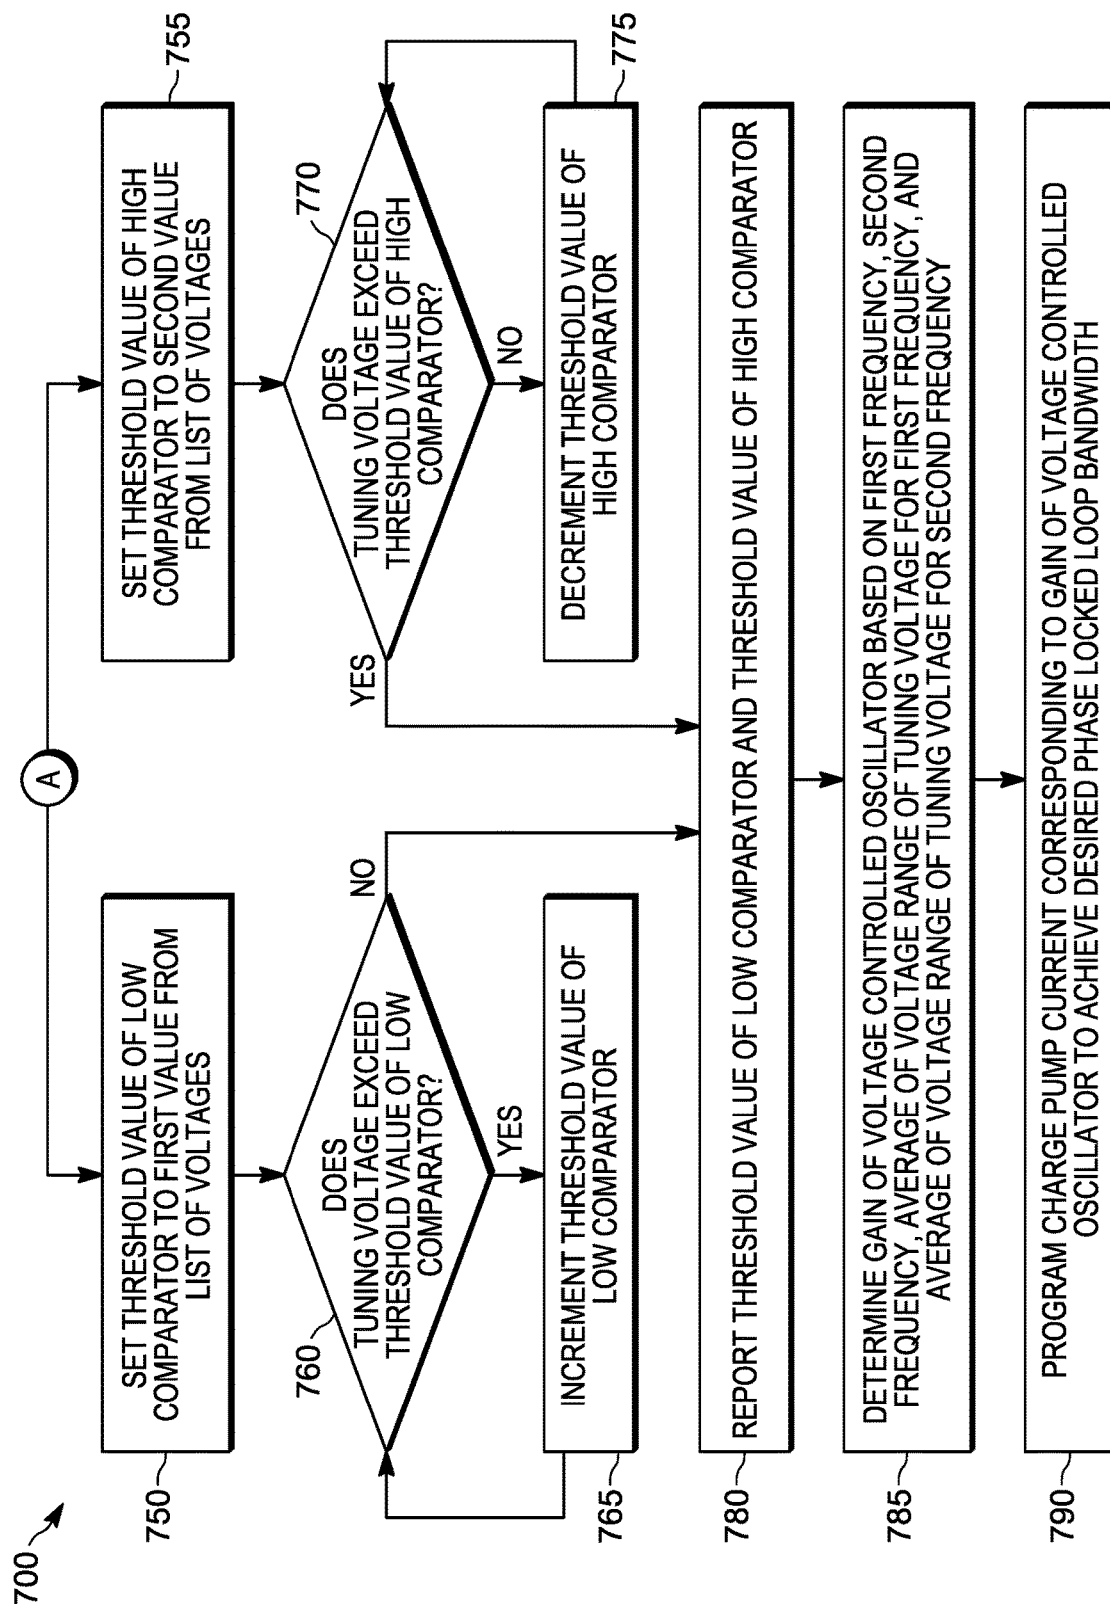 700
A
750
SET THRESHOLD VALUE OF LOW
COMPARATOR TO FIRST VALUE FROM
LIST OF VOLTAGES
755
SET THRESHOLD VALUE OF HIGH
COMPARATOR TO SECOND VALUE
FROM LIST OF VOLTAGES
760
DOES
TUNING VOLTAGE EXCEED
THRESHOLD VALUE OF LOW
COMPARATOR?
NO
YES
770
DOES
TUNING VOLTAGE EXCEED
THRESHOLD VALUE OF HIGH
COMPARATOR?
YES
NO
765
INCREMENT THRESHOLD VALUE OF
LOW COMPARATOR
775
DECREMENT THRESHOLD VALUE OF
HIGH COMPARATOR
780
REPORT THRESHOLD VALUE OF LOW COMPARATOR AND THRESHOLD VALUE OF HIGH COMPARATOR
785
DETERMINE GAIN OF VOLTAGE CONTROLLED OSCILLATOR BASED ON FIRST FREQUENCY, SECOND
FREQUENCY, AVERAGE OF VOLTAGE RANGE OF TUNING VOLTAGE FOR FIRST FREQUENCY, AND
AVERAGE OF VOLTAGE RANGE OF TUNING VOLTAGE FOR SECOND FREQUENCY
790
PROGRAM CHARGE PUMP CURRENT CORRESPONDING TO GAIN OF VOLTAGE CONTROLLED
OSCILLATOR TO ACHIEVE DESIRED PHASE LOCKED LOOP BANDWIDTH